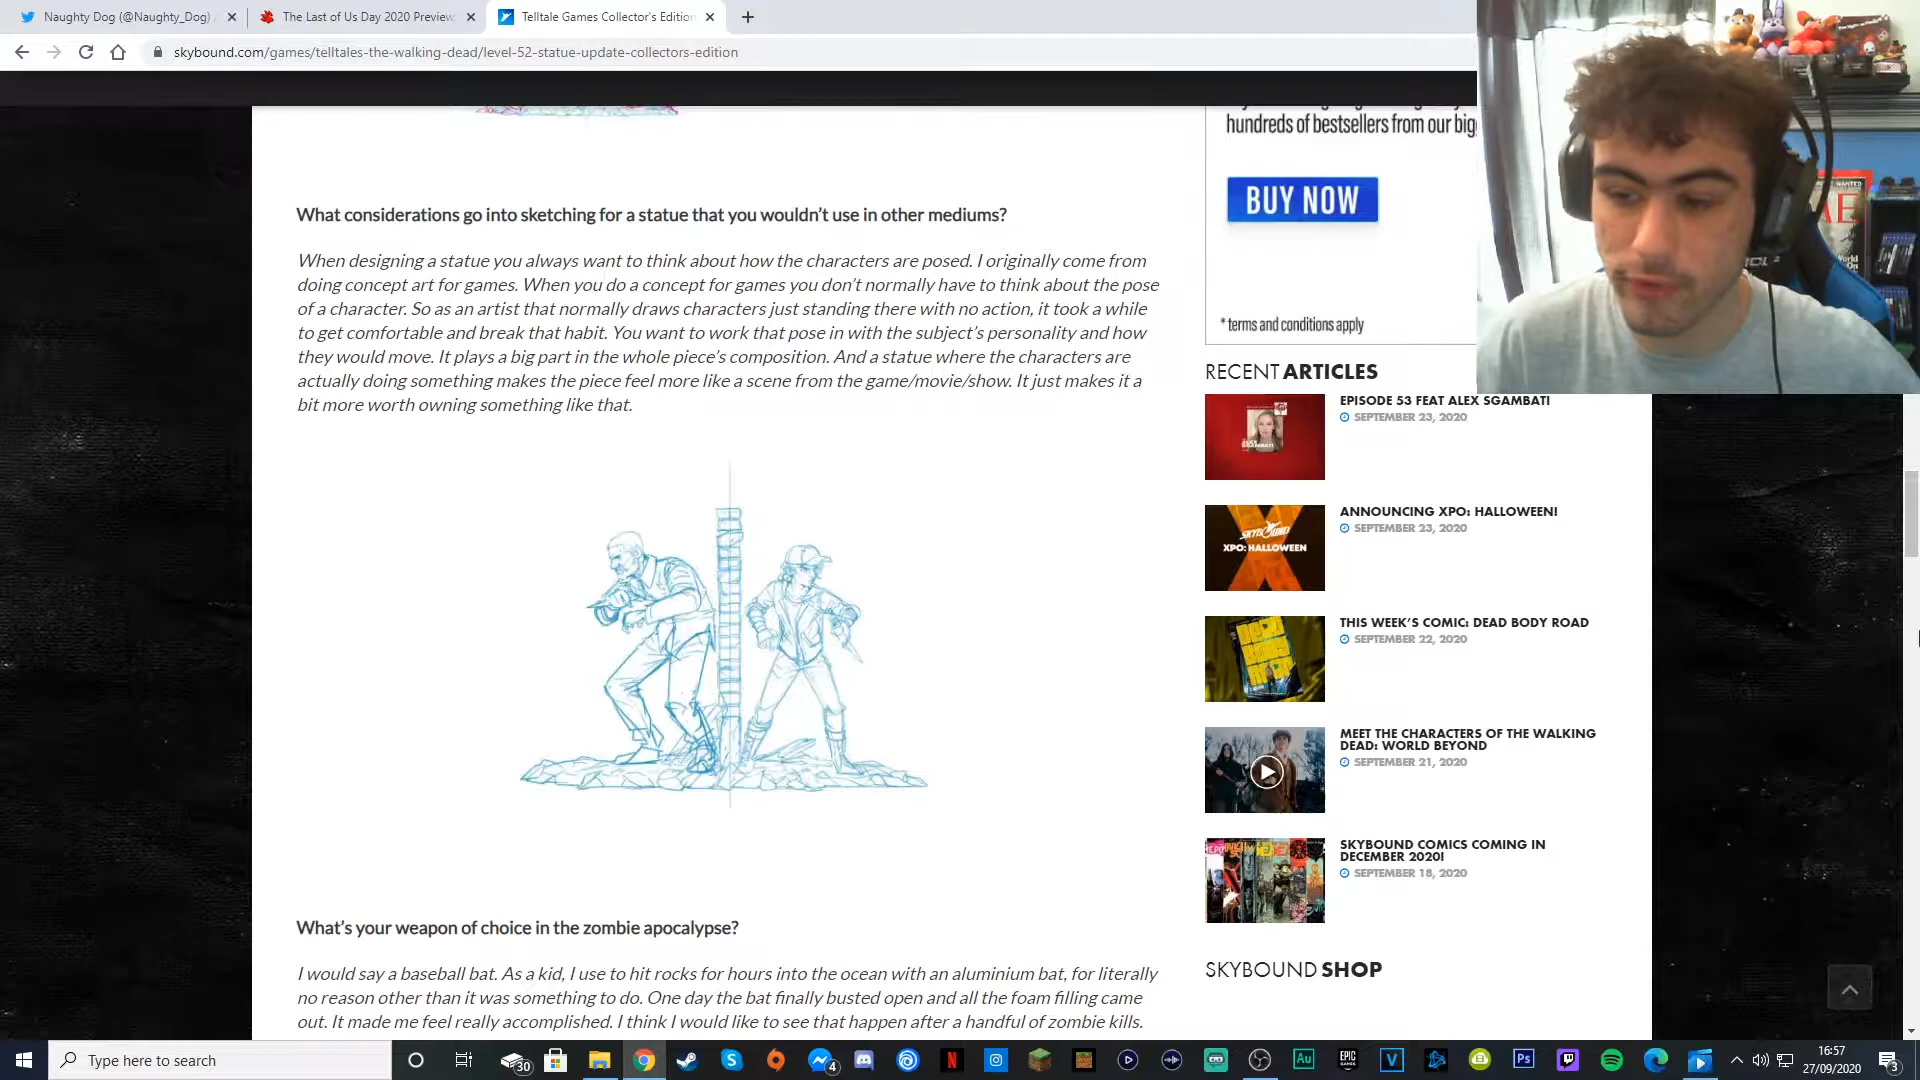 Naughty Dog (@Naughty_Dog)
The Last of Us Day 2020 Preview
Telltale Games Collector's Edition
skybound.com/games/telltales-the-walking-dead/level-52-statue-update-collectors-edition
hundreds of bestsellers from our big
BUY NOW
* terms and conditions apply
What considerations go into sketching for a statue that you wouldn't use in other mediums?
When designing a statue you always want to think about how the characters are posed. I originally come from
doing concept art for games. When you do a concept for games you don't normally have to think about the pose
of a character. So as an artist that normally draws characters just standing there with no action, it took a while
to get comfortable and break that habit. You want to work that pose in with the subject's personality and how
they would move. It plays a big part in the whole piece's composition. And a statue where the characters are
actually doing something makes the piece feel more like a scene from the game/movie/show. It just makes it a
bit more worth owning something like that.
What's your weapon of choice in the zombie apocalypse?
I would say a baseball bat. As a kid, I use to hit rocks for hours into the ocean with an aluminium bat, for literally
no reason other than it was something to do. One day the bat finally busted open and all the foam filling came
out. It made me feel really accomplished. I think I would like to see that happen after a handful of zombie kills.
RECENT ARTICLES
EPISODE 53 FEAT ALEX SGAMBATI
SEPTEMBER 23, 2020
ANNOUNCING XPO: HALLOWEEN!
SEPTEMBER 23, 2020
SKYBOUND
XPO: HALLOWEEN
THIS WEEK'S COMIC: DEAD BODY ROAD
SEPTEMBER 22, 2020
MEET THE CHARACTERS OF THE WALKING
DEAD: WORLD BEYOND
SEPTEMBER 21, 2020
SKYBOUND COMICS COMING IN
DECEMBER 2020!
SEPTEMBER 18, 2020
SKYBOUND SHOP
Type here to search
30
4
Au
EPIC
GAMES
V
Ps
16:57
27/09/2020
3